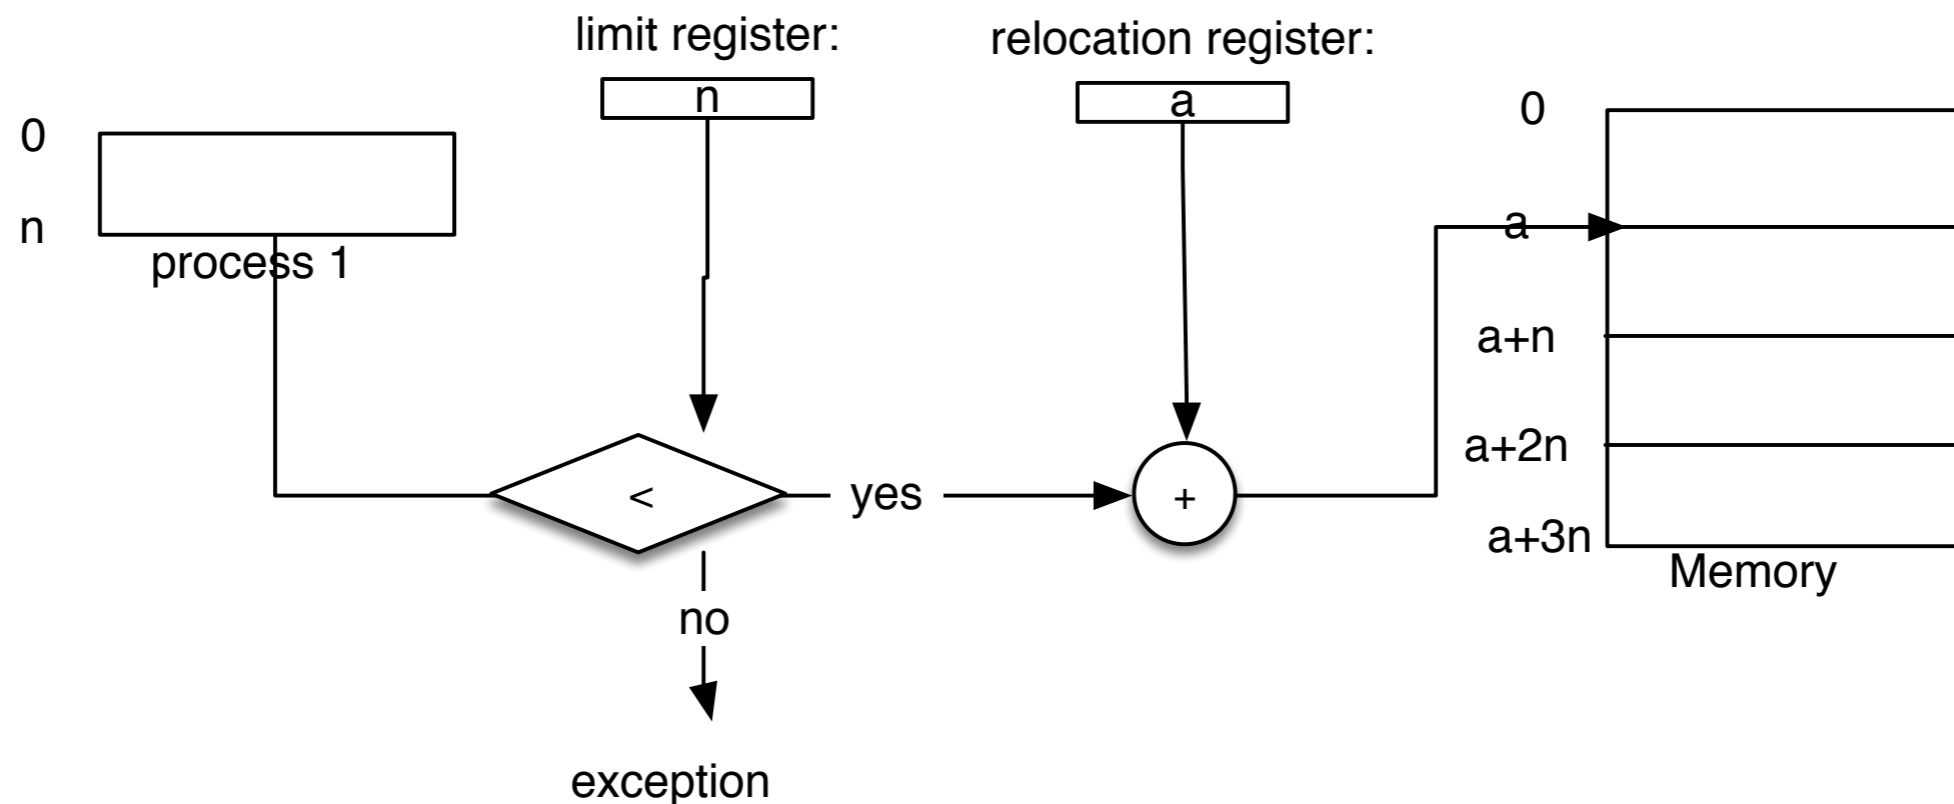 limit register:
n
relocation register:
a
0
n
process 1
<
yes
+
no
exception
0
a
a+n
a+2n
a+3n
Memory